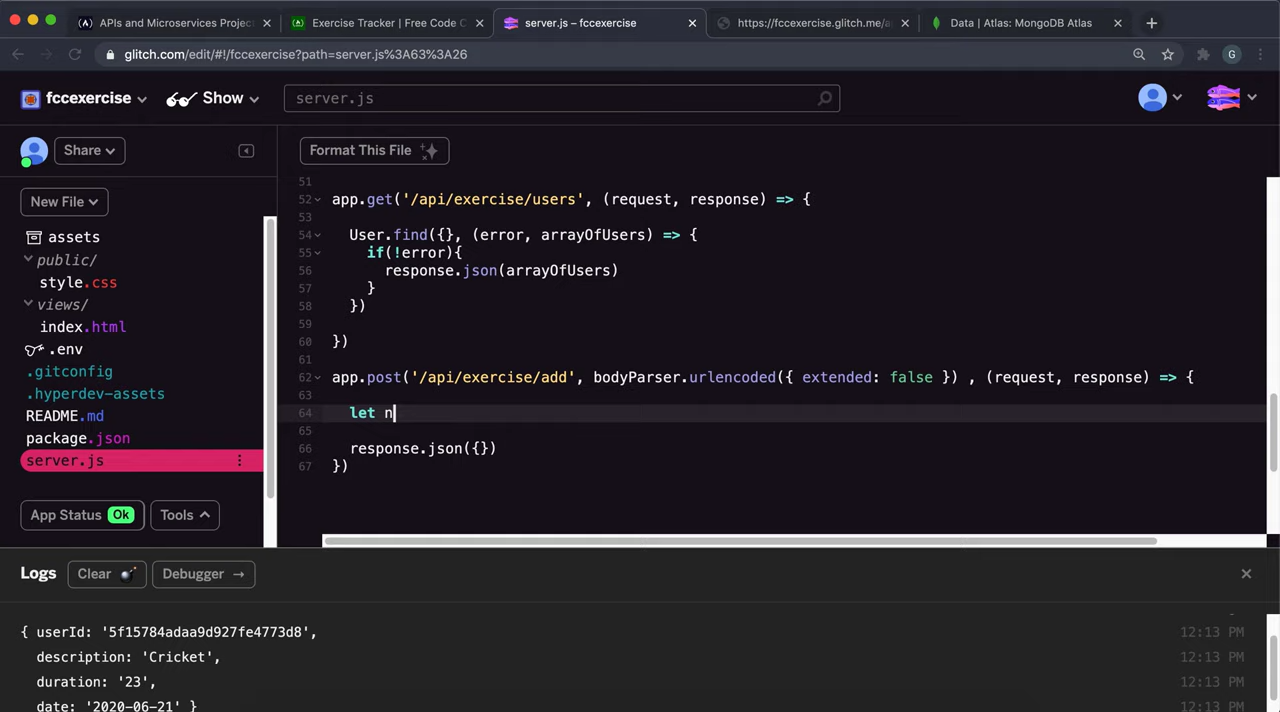 APIs and Microservices Project
Exercise Tracker | Free Code C
server.js – fccexercise
https://fccexercise.glitch.me/a
Data | Atlas: MongoDB Atlas
glitch.com/edit/#!/fccexercise?path=server.js%3A63%3A26
G
fccexercise
Show
server.js
Share
Format This File
New File
assets
public/
style.css
views/
index.html
.env
.gitconfig
.hyperdev-assets
README.md
package.json
server.js
App Status Ok
Tools
51
52 app.get('/api/exercise/users', (request, response) => {
53
54 User.find({}, (error, arrayOfUsers) => {
55 if(!error){
56 response.json(arrayOfUsers)
57 }
58 })
59
60 })
61
62 app.post('/api/exercise/add', bodyParser.urlencoded({ extended: false }) , (request, response) => {
63
64 let n
65
66 response.json({})
67 })
Logs
Clear
Debugger →
{ userId: '5f15784adaa9d927fe4773d8', 12:13 PM
description: 'Cricket', 12:13 PM
duration: '23', 12:13 PM
date: '2020-06-21' } 12:13 PM